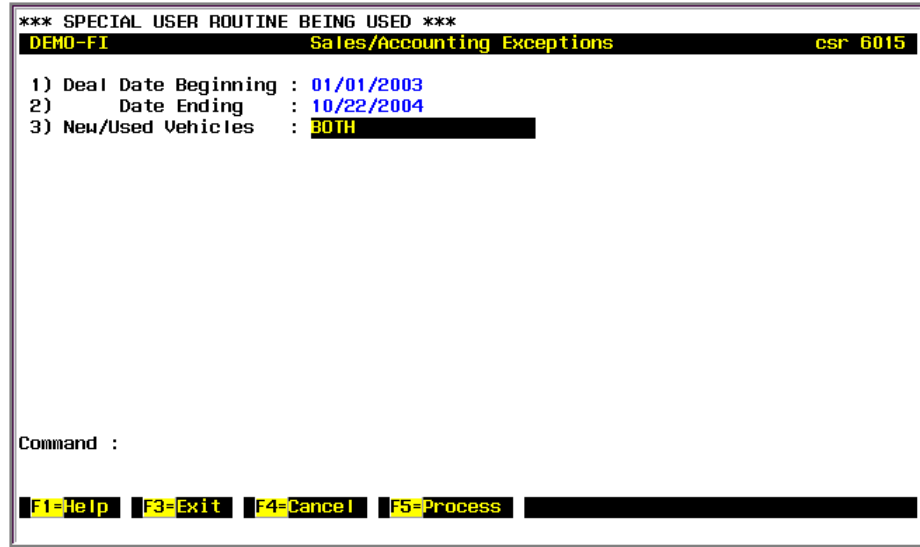 *** SPECIAL USER ROUTINE BEING USED ***
DEMO-FI Sales/Accounting Exceptions csr 6015
1) Deal Date Beginning : 01/01/2003
2) Date Ending : 10/22/2004
3) New/Used Vehicles : BOTH
Command :
F1=Help F3=Exit F4=Cancel F5=Process